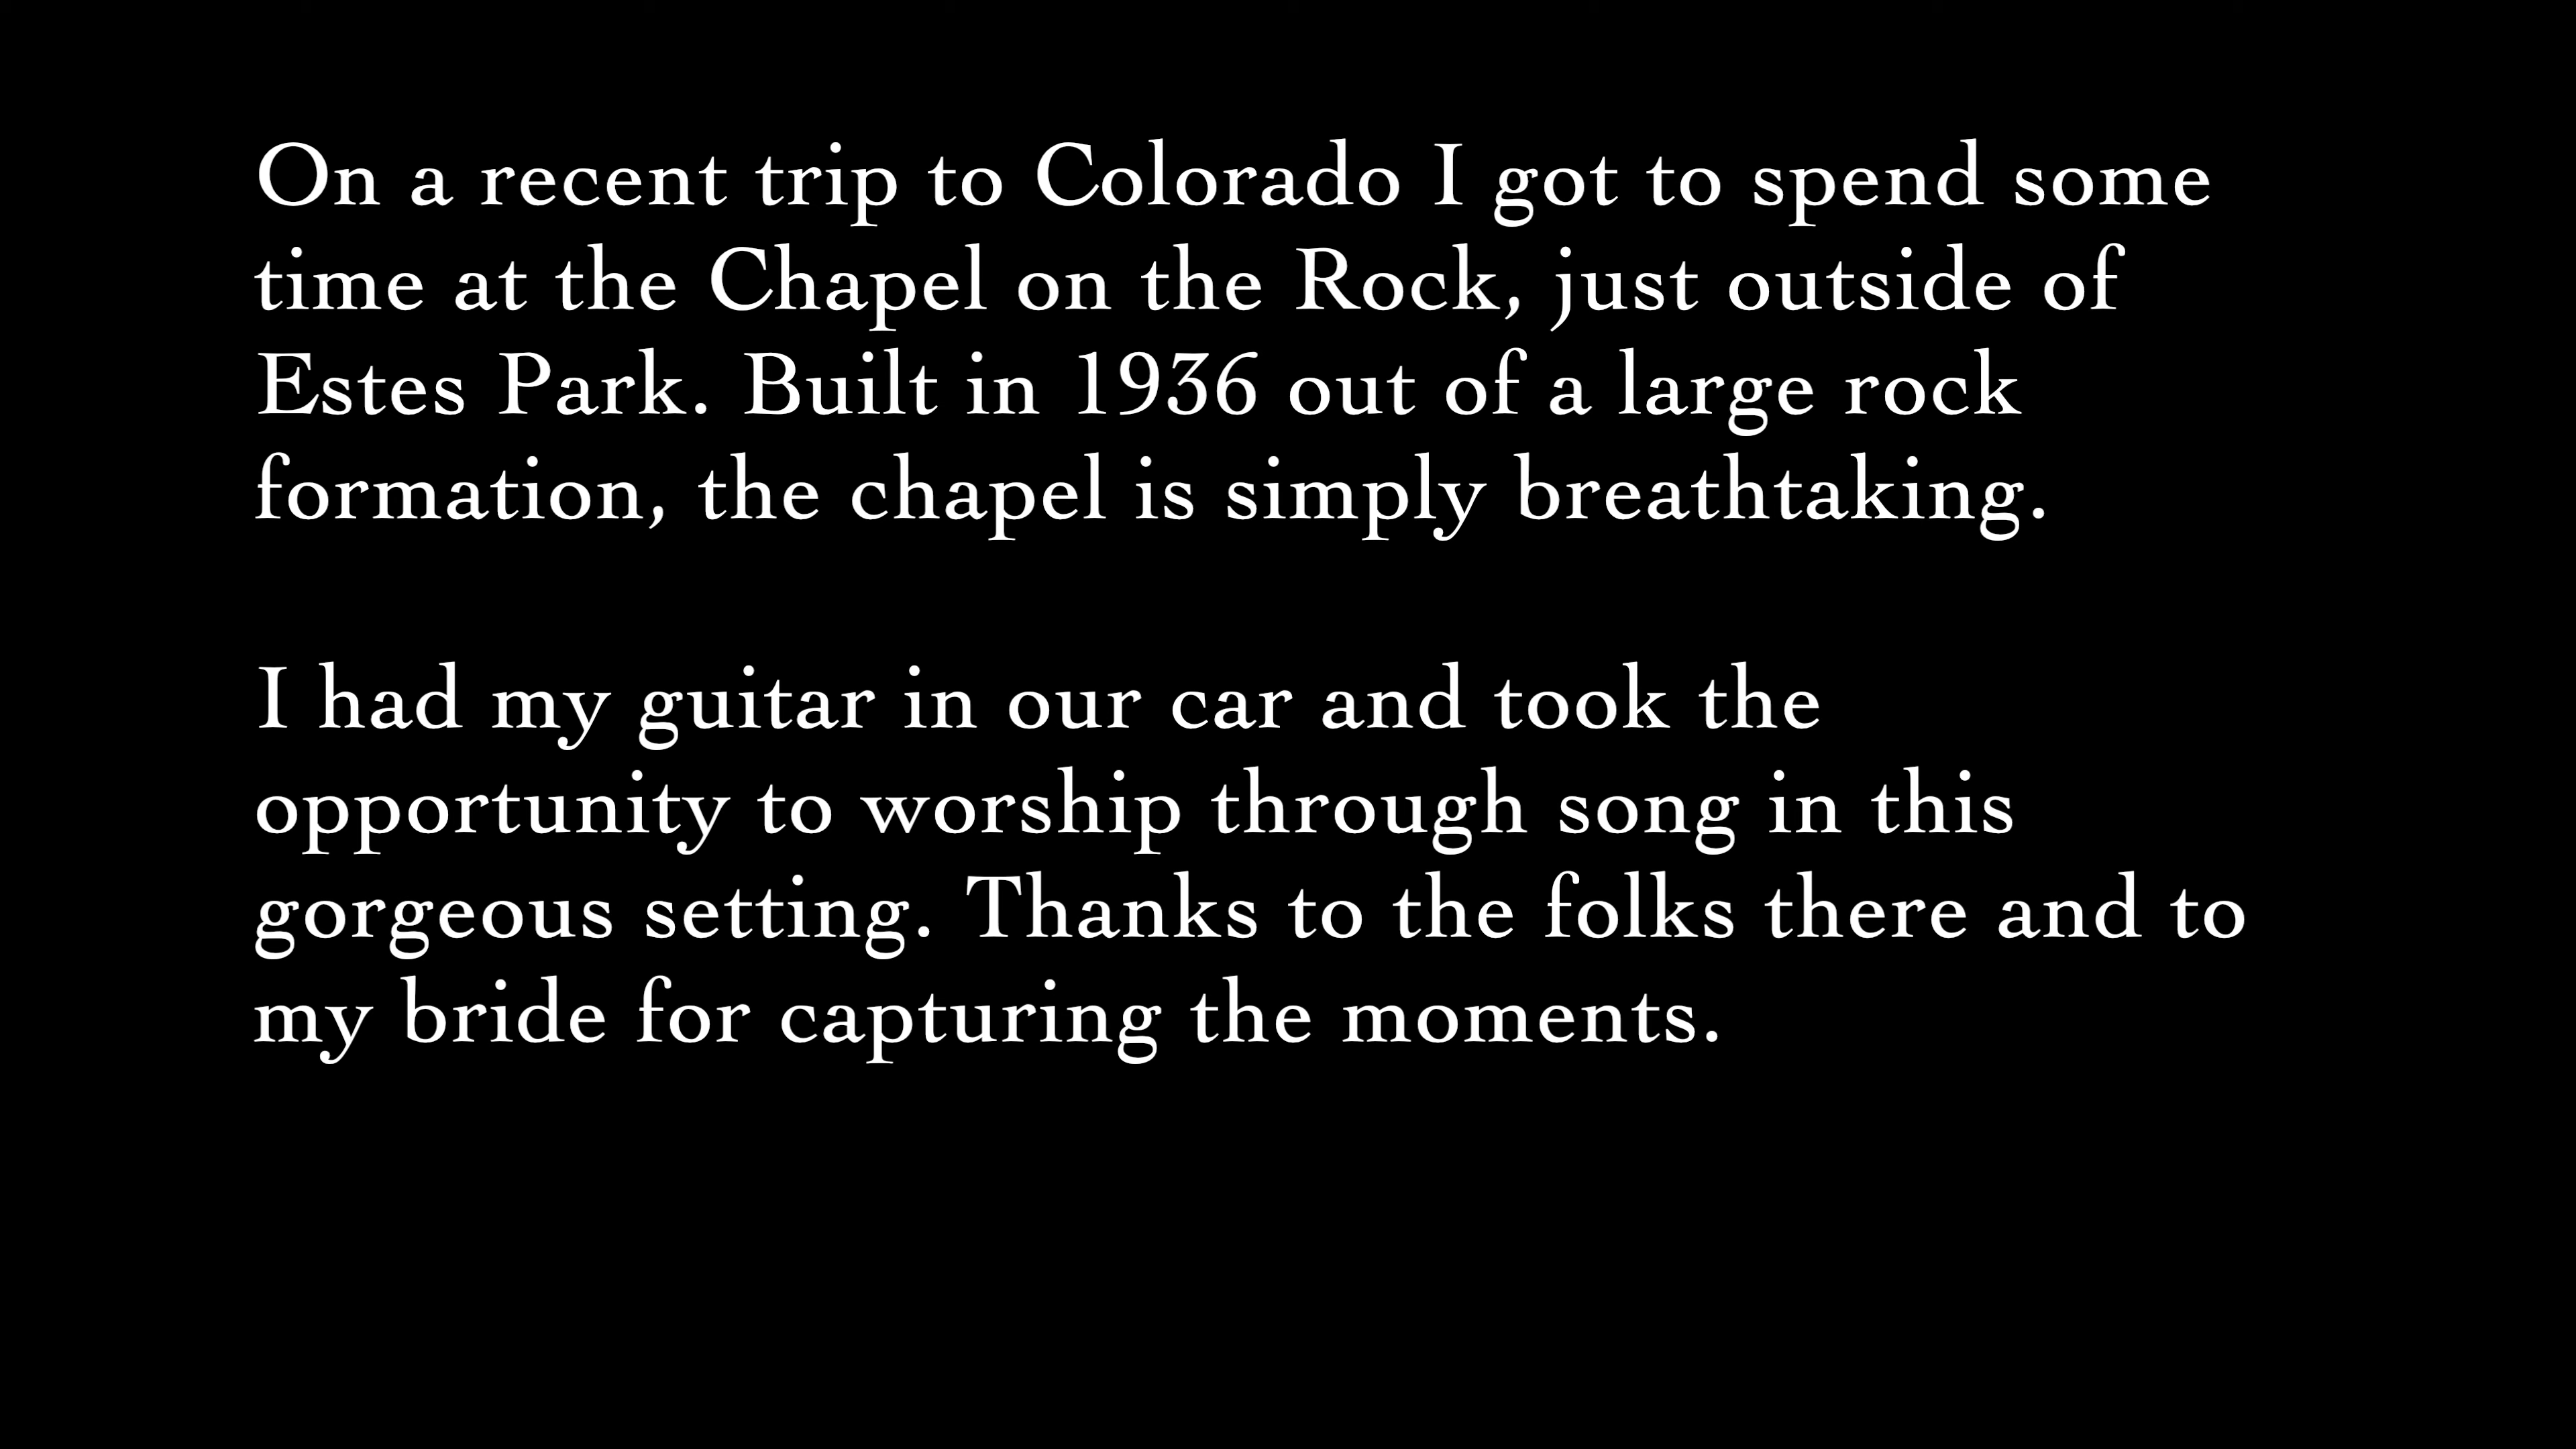 On a recent trip to Colorado I got to spend some
time at the Chapel on the Rock, just outside of
Estes Park. Built in 1936 out of a large rock
formation, the chapel is simply breathtaking.
I had my guitar in our car and took the
opportunity to worship through song in this
gorgeous setting. Thanks to the folks there and to
my bride for capturing the moments.